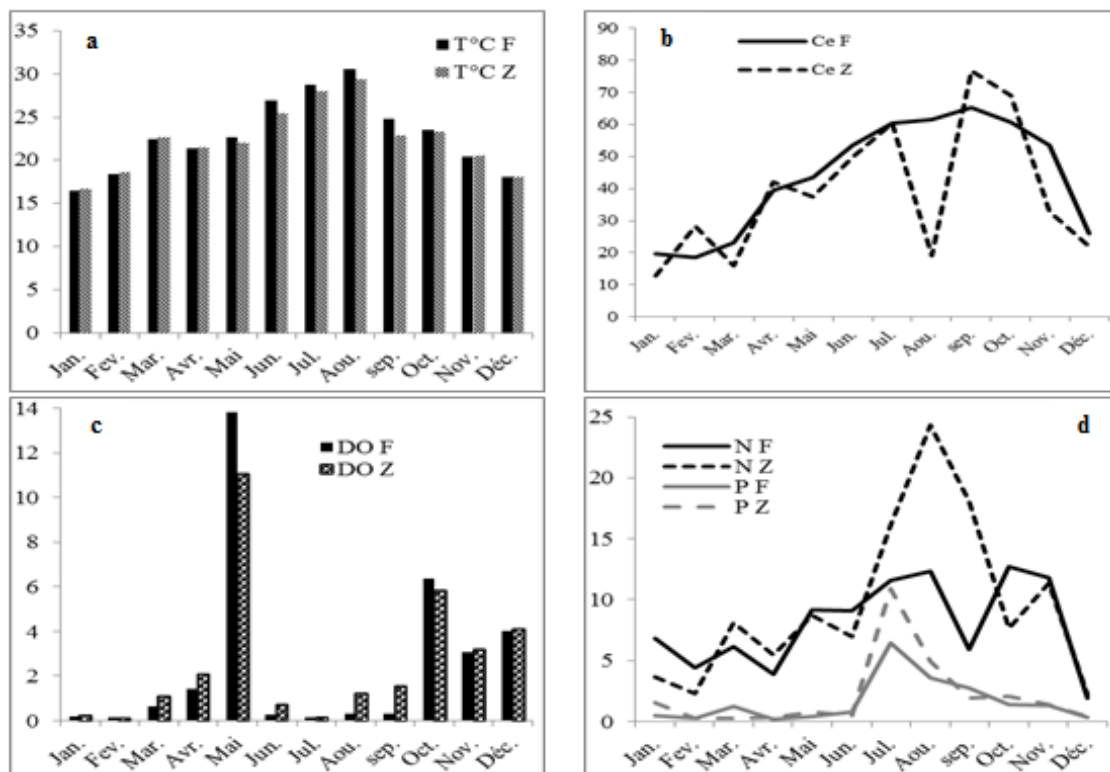 a
T°C F
T°C Z
35
30
25
20
15
10
5
0
Jan.
Fev.
Mar.
Avr.
Mai
Jun.
Jul.
Aou.
sep.
Oct.
Nov.
Déc.
b
Ce F
Ce Z
90
80
70
60
50
40
30
20
10
0
Jan.
Fev.
Mar.
Avr.
Mai
Jun.
Jul.
Aou.
sep.
Oct.
Nov.
Déc.
c
DO F
DO Z
14
12
10
8
6
4
2
0
Jan.
Fev.
Mar.
Avr.
Mai
Jun.
Jul.
Aou.
sep.
Oct.
Nov.
Déc.
d
N F
N Z
P F
P Z
25
20
15
10
5
0
Jan.
Fev.
Mar.
Avr.
Mai
Jun.
Jul.
Aou.
sep.
Oct.
Nov.
Déc.